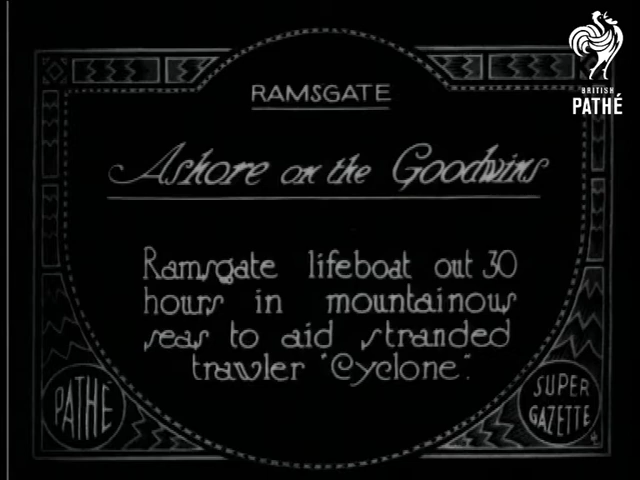 BRITISH
PATHÉ
RAMSGATE
Ashore on the Goodwins
Ramsgate lifeboat out 30
hours in mountainous
seas to aid stranded
trawler "Cyclone".
PATHÉ
SUPER
GAZETTE